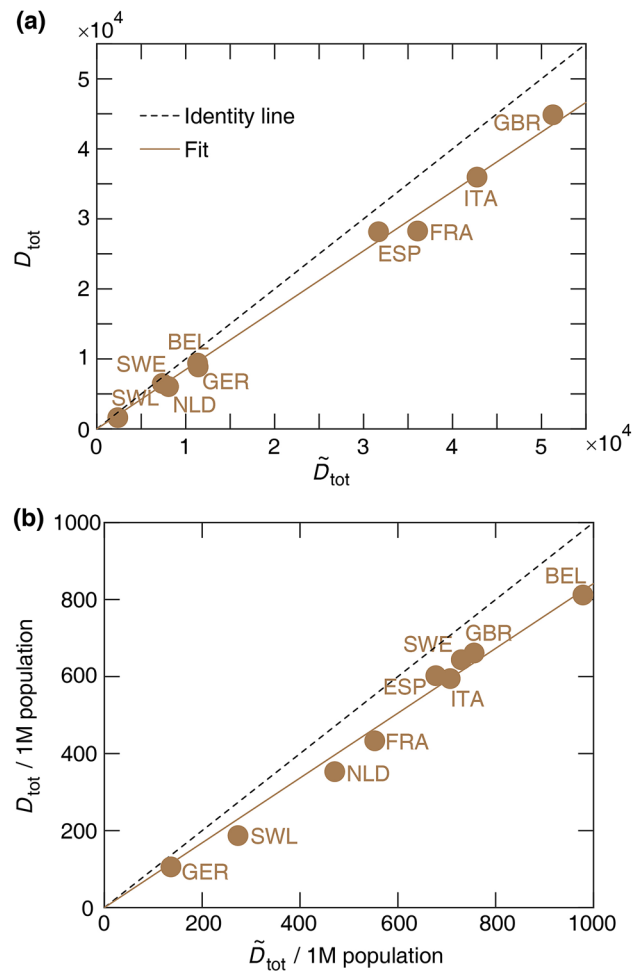 (a)
×10⁴
5
4
3
2
1
0
D_tot
Identity line
Fit
GBR
ITA
FRA
ESP
BEL
SWE
GER
SWL
NLD
0 1 2 3 4 5 ×10⁴
D̃_tot
(b)
1000
800
600
400
200
0
D_tot / 1M population
BEL
GBR
SWE
ESP
ITA
FRA
NLD
SWL
GER
0 200 400 600 800 1000
D̃_tot / 1M population